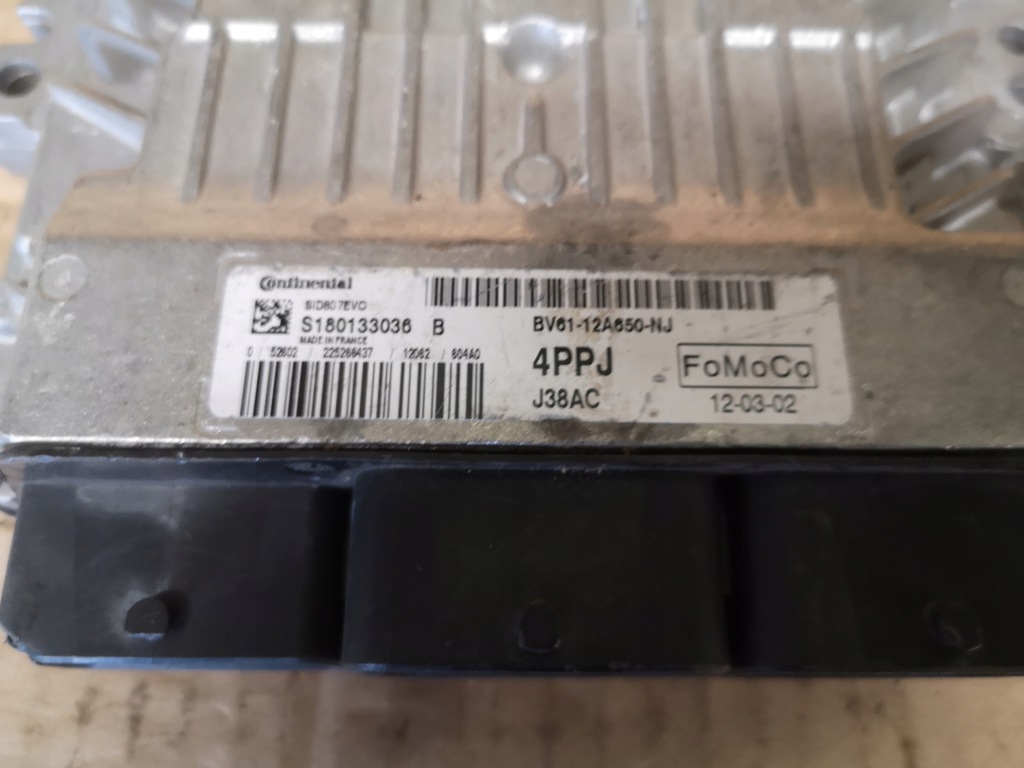 Continental
SID807EVO
S180133036 B
MADE IN FRANCE
0 / 52602 / 225266437 / 12062 / 804A0
BV61-12A650-NJ
4PPJ
FoMoCo
J38AC
12-03-02